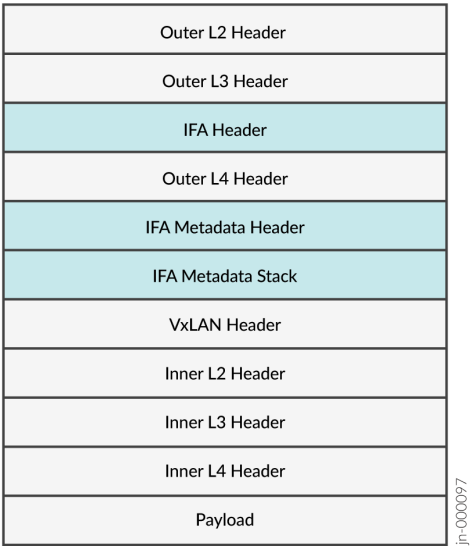 Outer L2 Header
Outer L3 Header
IFA Header
Outer L4 Header
IFA Metadata Header
IFA Metadata Stack
VxLAN Header
Inner L2 Header
Inner L3 Header
Inner L4 Header
Payload
jn-000097